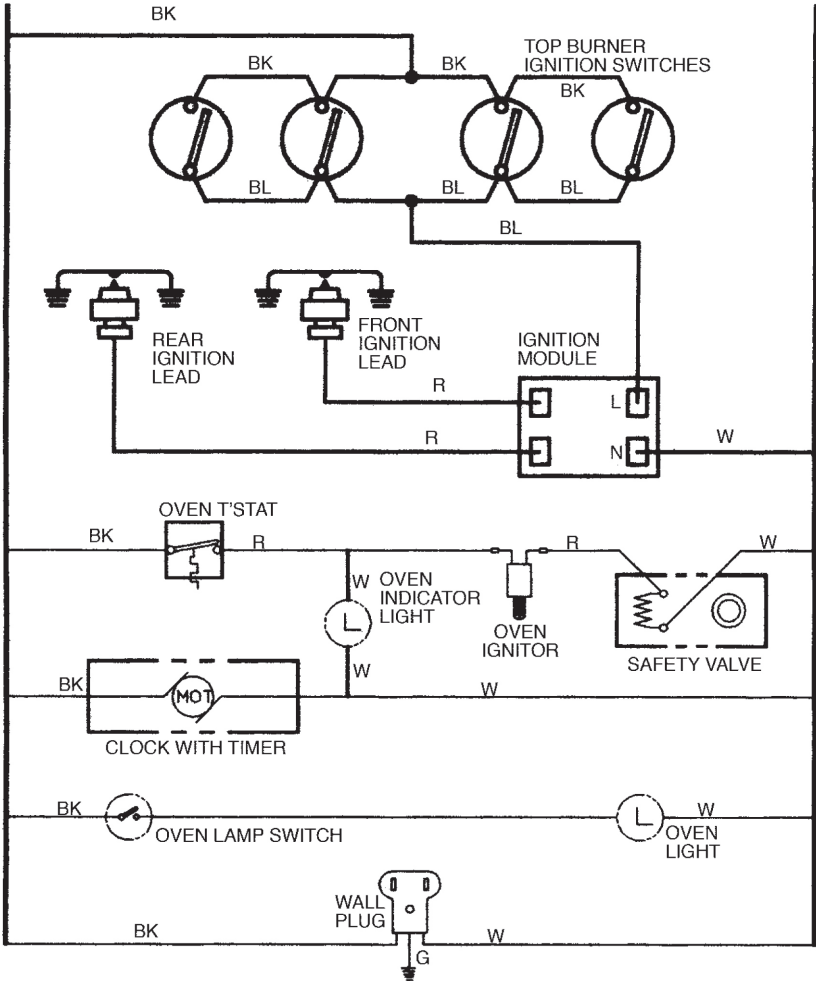 BK
TOP BURNER
IGNITION SWITCHES
BK
BK
BK
BL
BL
BL
BL
REAR
IGNITION
LEAD
FRONT
IGNITION
LEAD
IGNITION
MODULE
R
L
R
N
W
OVEN T'STAT
BK
R
R
W
W
OVEN
INDICATOR
LIGHT
L
OVEN
IGNITOR
SAFETY VALVE
W
BK
MOT
W
CLOCK WITH TIMER
BK
OVEN LAMP SWITCH
L
W
OVEN
LIGHT
WALL
PLUG
BK
W
G